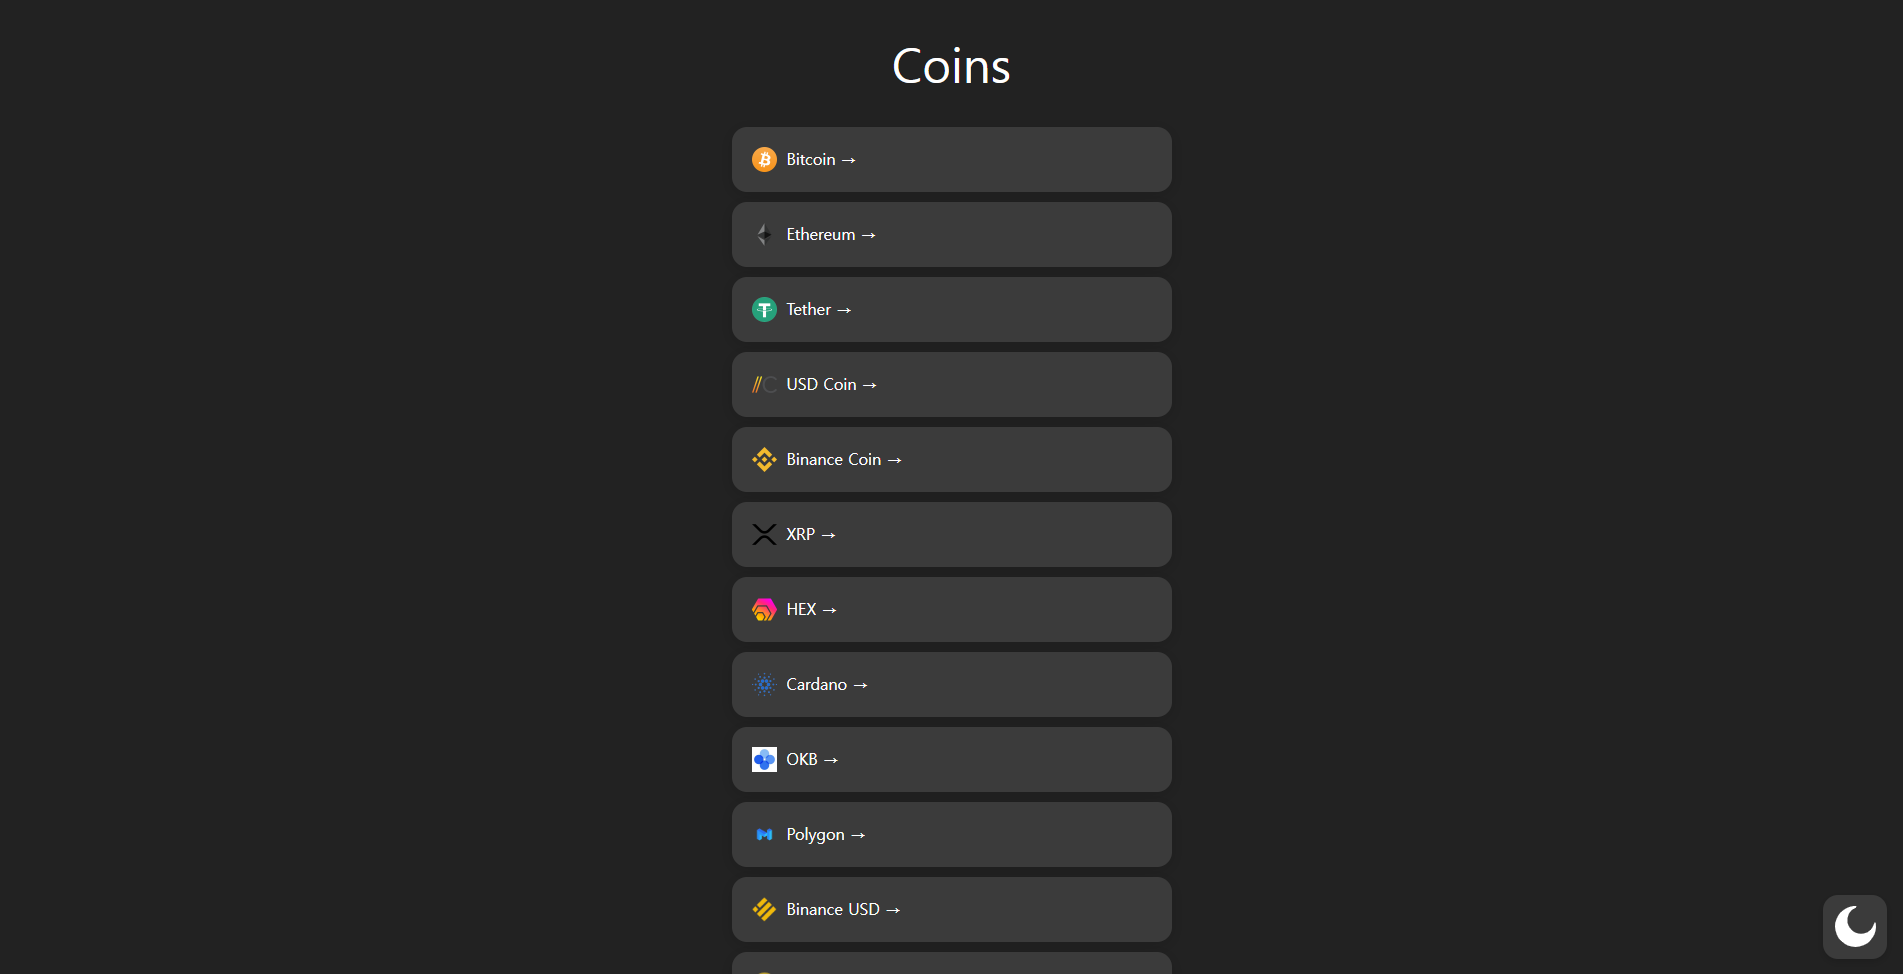 Coins
Bitcoin →
Ethereum →
Tether →
USD Coin →
Binance Coin →
XRP →
HEX →
Cardano →
OKB →
Polygon →
Binance USD →